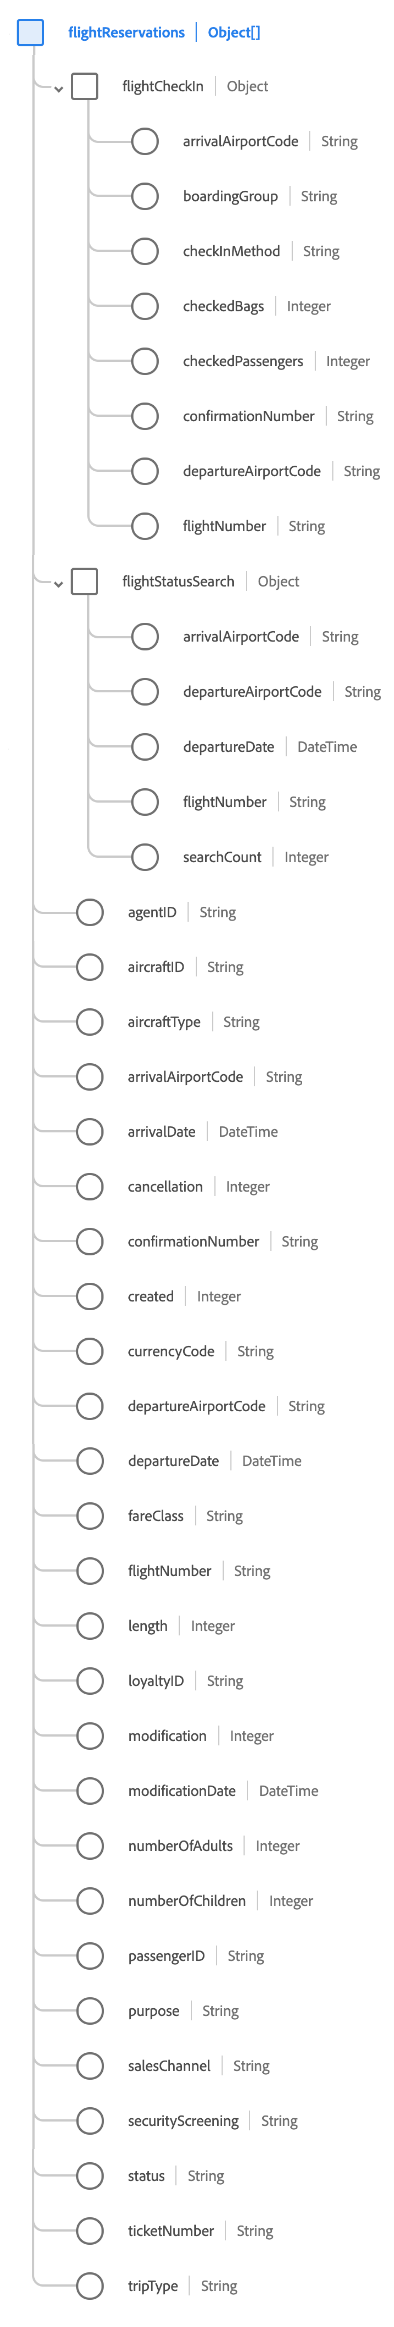 flightReservations | Object[]
flightCheckIn | Object
arrivalAirportCode | String
boardingGroup | String
checkInMethod | String
checkedBags | Integer
checkedPassengers | Integer
confirmationNumber | String
departureAirportCode | String
flightNumber | String
flightStatusSearch | Object
arrivalAirportCode | String
departureAirportCode | String
departureDate | DateTime
flightNumber | String
searchCount | Integer
agentID | String
aircraftID | String
aircraftType | String
arrivalAirportCode | String
arrivalDate | DateTime
cancellation | Integer
confirmationNumber | String
created | Integer
currencyCode | String
departureAirportCode | String
departureDate | DateTime
fareClass | String
flightNumber | String
length | Integer
loyaltyID | String
modification | Integer
modificationDate | DateTime
numberOfAdults | Integer
numberOfChildren | Integer
passengerID | String
purpose | String
salesChannel | String
securityScreening | String
status | String
ticketNumber | String
tripType | String